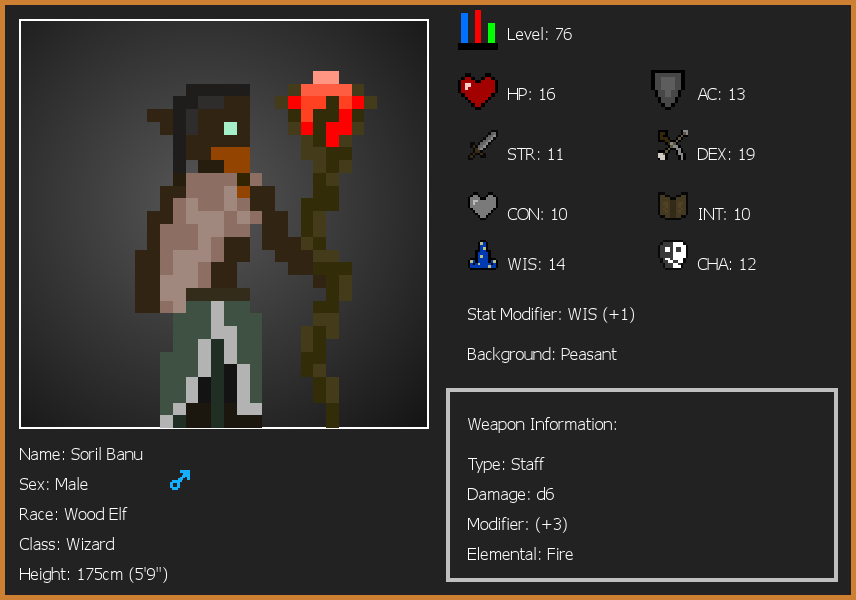 Level: 76
HP: 16
AC: 13
STR: 11
DEX: 19
CON: 10
INT: 10
WIS: 14
CHA: 12
Stat Modifier: WIS (+1)
Background: Peasant
Weapon Information:
Type: Staff
Damage: d6
Modifier: (+3)
Elemental: Fire
Name: Soril Banu
Sex: Male
Race: Wood Elf
Class: Wizard
Height: 175cm (5'9")